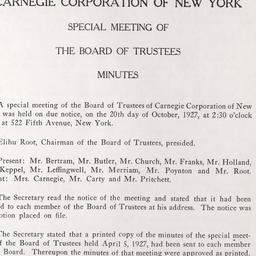 CARNEGIE CORPORATION OF NEW YORK
SPECIAL MEETING OF
THE BOARD OF TRUSTEES
MINUTES
A special meeting of the Board of Trustees of Carnegie Corporation of New
was held on due notice, on the 20th day of October, 1927, at 2:30 o'clock
at 522 Fifth Avenue, New York.
Elihu Root, Chairman of the Board of Trustees, presided.
Present: Mr. Bertram, Mr. Butler, Mr. Church, Mr. Franks, Mr. Holland,
Keppel, Mr. Leffingwell, Mr. Merriam, Mr. Poynton and Mr. Root.
nt: Mrs. Carnegie, Mr. Carty and Mr. Pritchett.
The Secretary read the notice of the meeting and stated that it had been
d to each member of the Board of Trustees at his address. The notice was
ption placed on file.
The Secretary stated that a printed copy of the minutes of the special meet-
f the Board of Trustees held April 5, 1927, had been sent to each member
Board. Thereupon the minutes of that meeting were approved as printed.